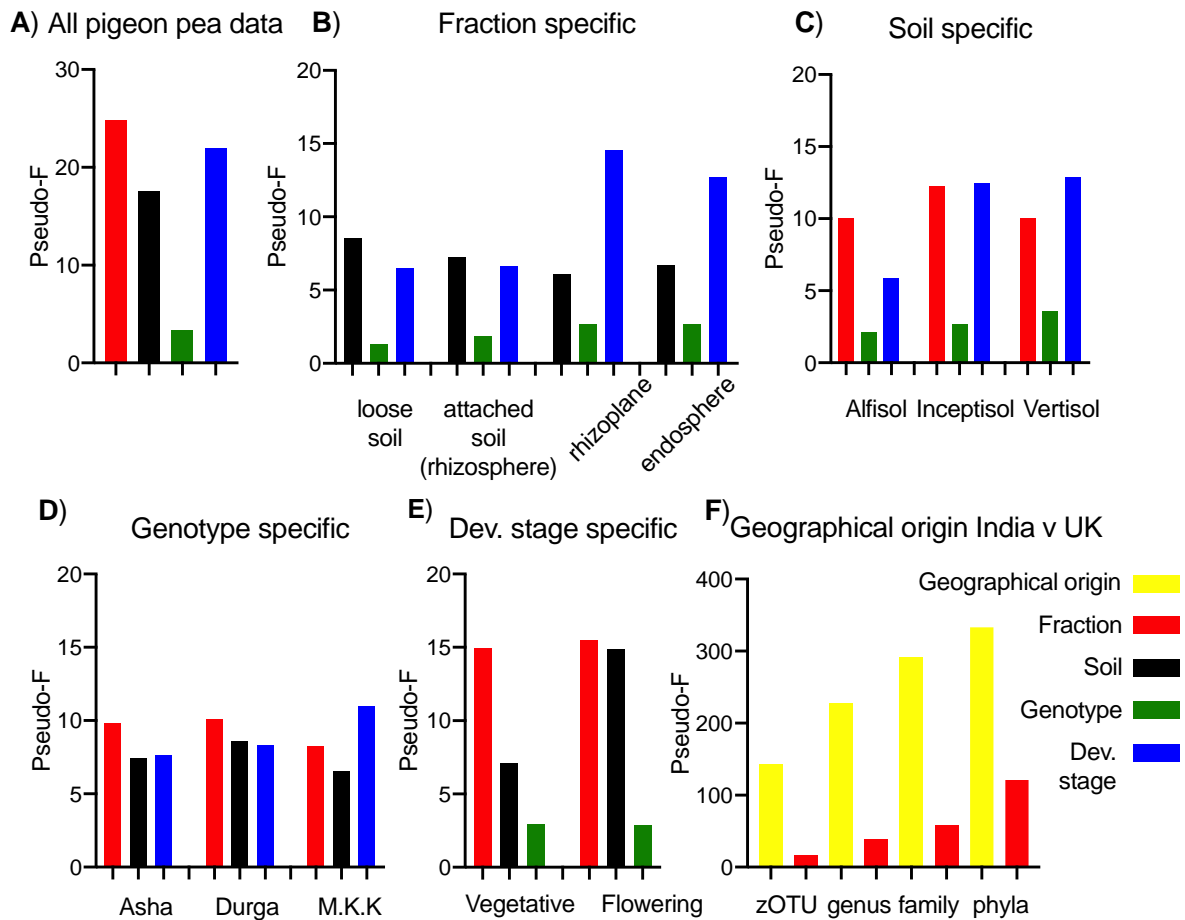 A) All pigeon pea data
30
20
10
0
Pseudo-F
B) Fraction specific
20
15
10
5
0
Pseudo-F
loose
soil
attached
soil
(rhizosphere)
rhizoplane
endosphere
C) Soil specific
20
15
10
5
0
Pseudo-F
Alfisol Inceptisol Vertisol
D) Genotype specific
20
15
10
5
0
Pseudo-F
Asha Durga M.K.K
E) Dev. stage specific
20
15
10
5
0
Pseudo-F
Vegetative Flowering
F) Geographical origin India v UK
400
300
200
100
0
Pseudo-F
zOTU genus family phyla
Geographical origin
Fraction
Soil
Genotype
Dev.
stage